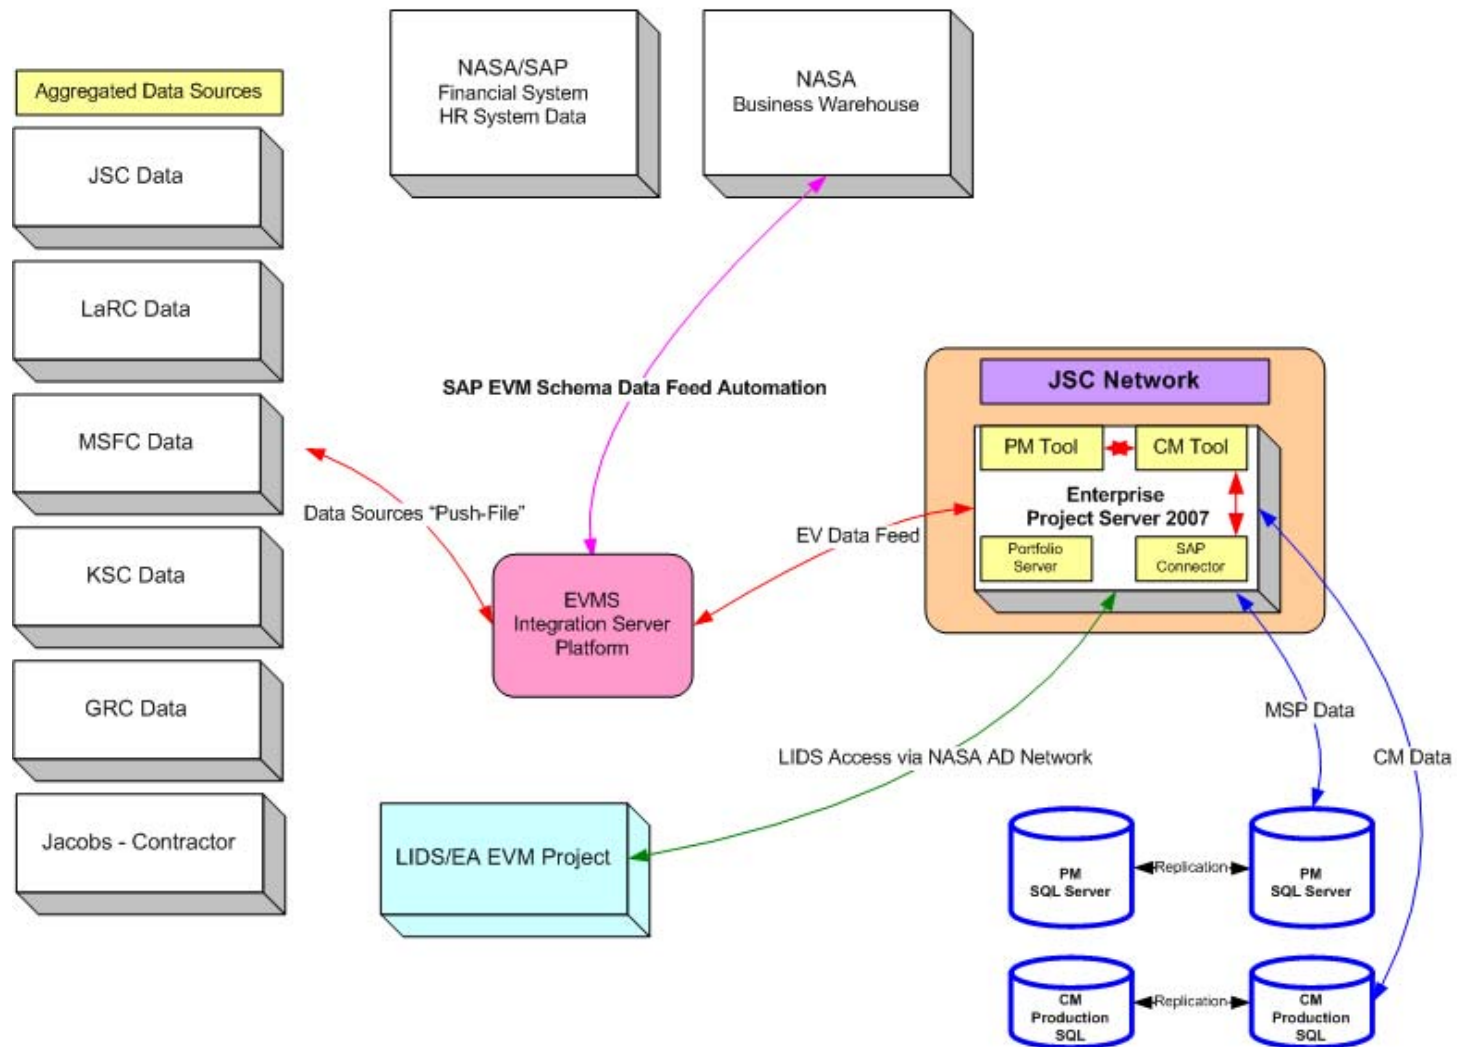 Aggregated Data Sources
JSC Data
LaRC Data
MSFC Data
KSC Data
GRC Data
Jacobs - Contractor
NASA/SAP
Financial System
HR System Data
NASA
Business Warehouse
SAP EVM Schema Data Feed Automation
Data Sources "Push-File"
EVMS
Integration Server
Platform
EV Data Feed
JSC Network
PM Tool
CM Tool
Enterprise
Project Server 2007
Portfolio
Server
SAP
Connector
LIDS Access via NASA AD Network
LIDS/EA EVM Project
MSP Data
CM Data
PM
SQL Server
Replication
PM
SQL Server
CM
Production
SQL
Replication
CM
Production
SQL